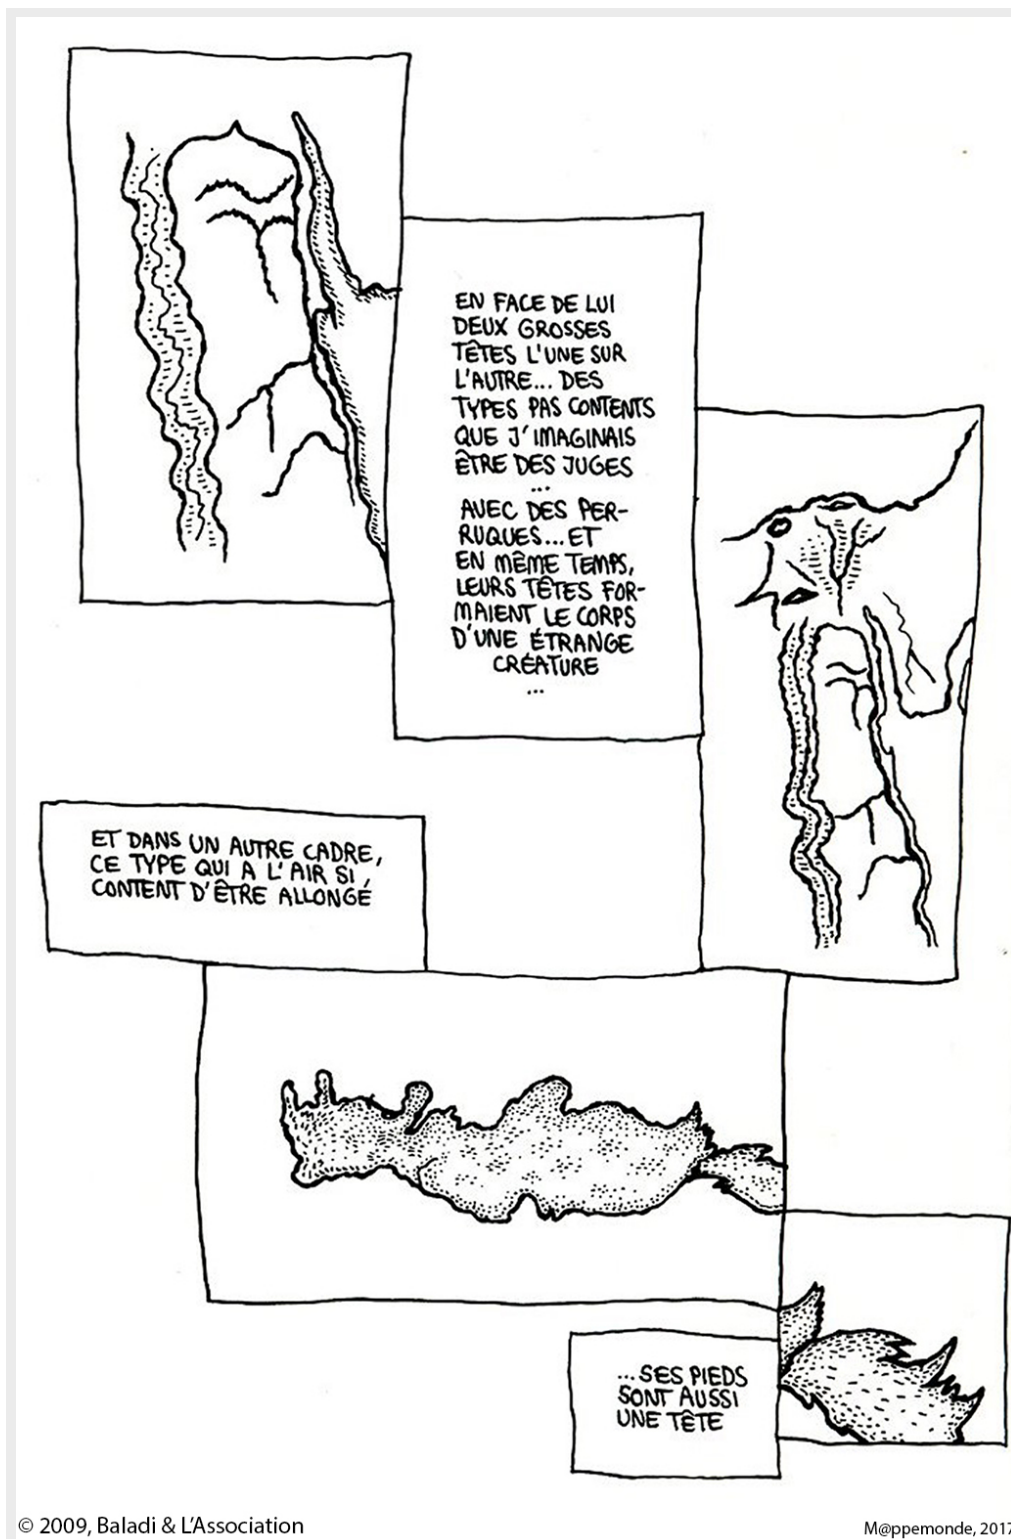 EN FACE DE LUI
DEUX GROSSES
TÊTES L'UNE SUR
L'AUTRE... DES
TYPES PAS CONTENTS
QUE J'IMAGINAIS
ÊTRE DES JUGES
...
AVEC DES PER-
RUQUES... ET
EN MÊME TEMPS,
LEURS TÊTES FOR-
MAIENT LE CORPS
D'UNE ÉTRANGE
CRÉATURE
...
ET DANS UN AUTRE CADRE,
CE TYPE QUI A L'AIR SI
CONTENT D'ÊTRE ALLONGÉ
...SES PIEDS
SONT AUSSI
UNE TÊTE
© 2009, Baladi & L'Association
M@ppemonde, 2017